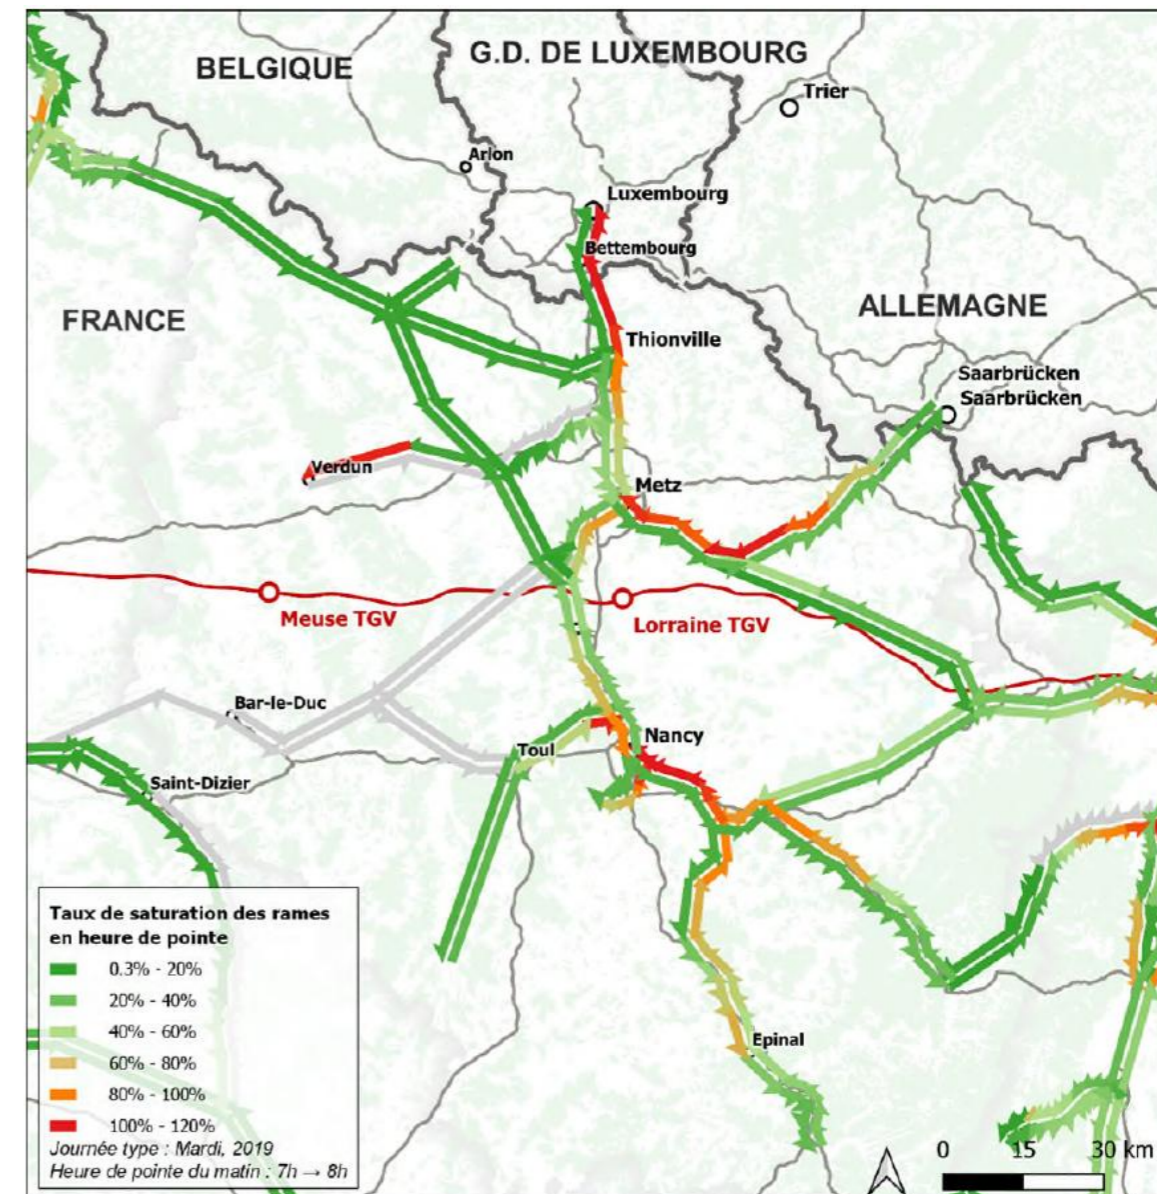 BELGIQUE
G.D. DE LUXEMBOURG
Trier
Arlon
Luxembourg
Bettembourg
FRANCE
ALLEMAGNE
Thionville
Saarbrücken
Saarbrücken
Verdun
Metz
Meuse TGV
Lorraine TGV
Bar-le-Duc
Toul
Nancy
Saint-Dizier
Epinal
Taux de saturation des rames
en heure de pointe
0.3% - 20%
20% - 40%
40% - 60%
60% - 80%
80% - 100%
100% - 120%
Journée type : Mardi, 2019
Heure de pointe du matin : 7h → 8h
0 15 30 km